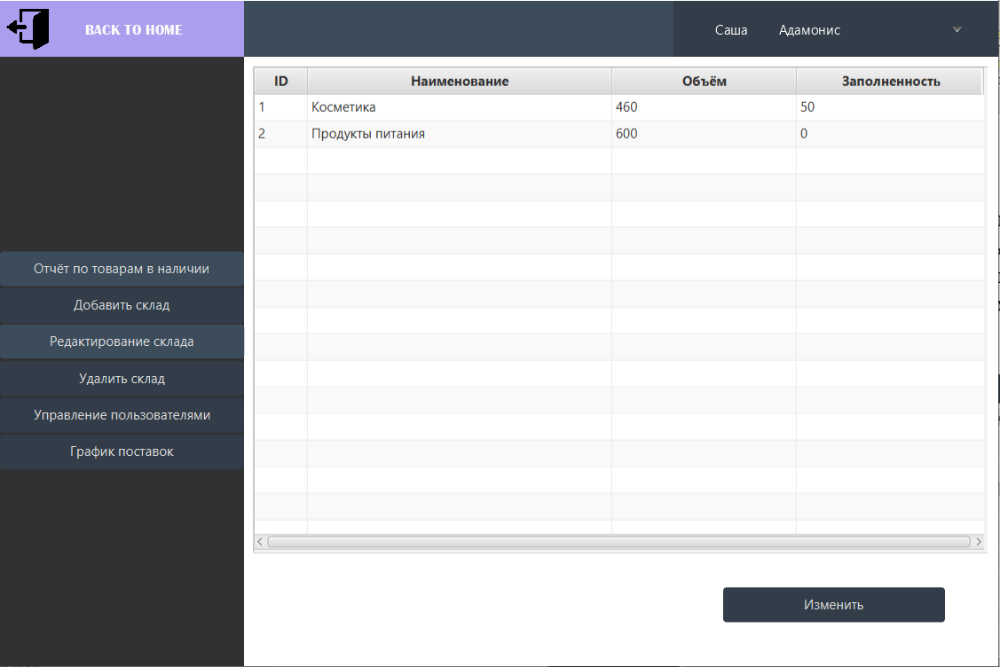 BACK TO HOME
Саша Адамонис
ID Наименование Объём Заполненность
1 Косметика 460 50
2 Продукты питания 600 0
Отчёт по товарам в наличии
Добавить склад
Редактирование склада
Удалить склад
Управление пользователями
График поставок
Изменить